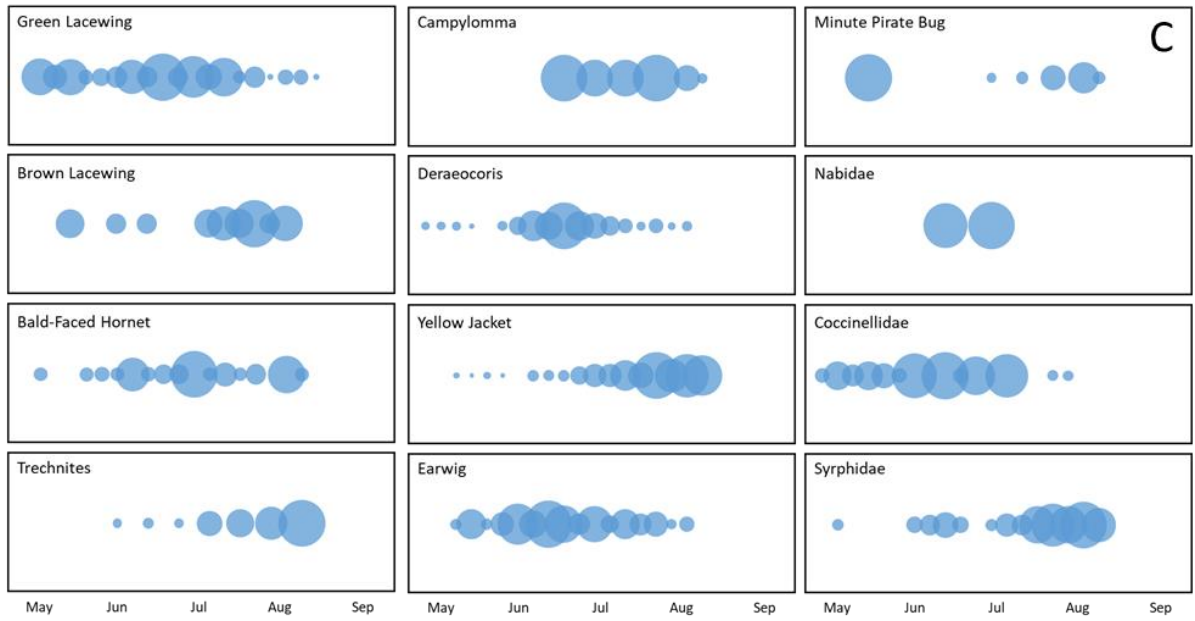 Green Lacewing
Campylomma
Minute Pirate Bug
C
Brown Lacewing
Deraeocoris
Nabidae
Bald-Faced Hornet
Yellow Jacket
Coccinellidae
Trechnites
Earwig
Syrphidae
May Jun Jul Aug Sep
May Jun Jul Aug Sep
May Jun Jul Aug Sep